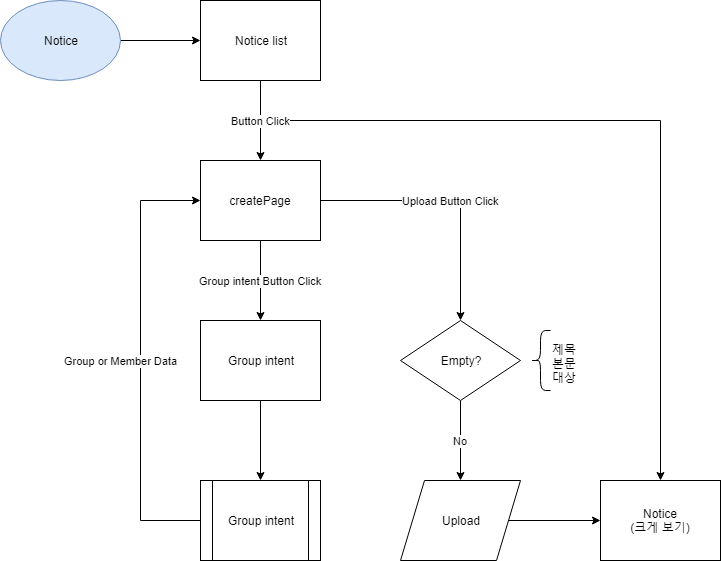 Notice
Notice list
Button Click
createPage
Upload Button Click
Group intent Button Click
Group or Member Data
Group intent
Empty?
제목
본문
대상
No
Group intent
Upload
Notice
(크게 보기)